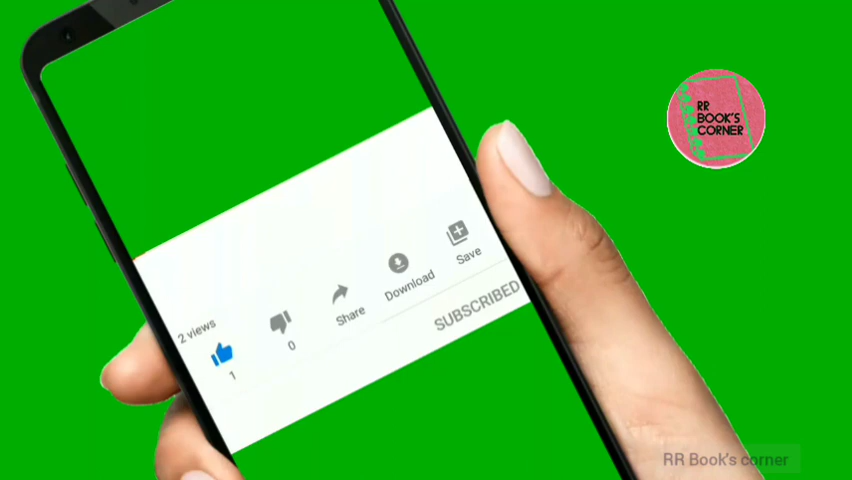 RR
BOOK'S
CORNER
2 views
1
0
Share
Download
Save
SUBSCRIBED
RR Book's corner